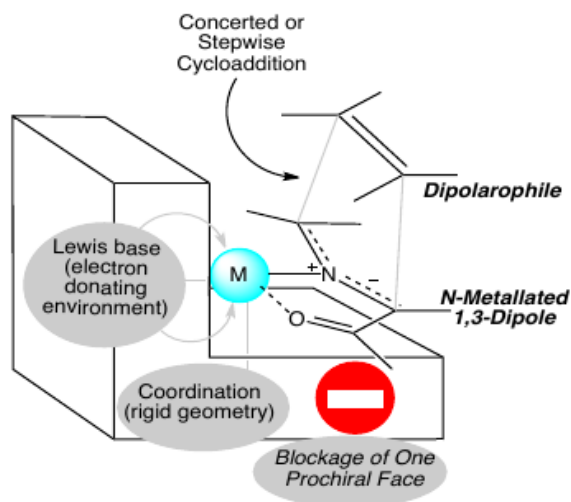 Concerted or
Stepwise
Cycloaddition
Dipolarophile
Lewis base
(electron
donating
environment)
M
+
N
−
N-Metallated
1,3-Dipole
O
Coordination
(rigid geometry)
Blockage of One
Prochiral Face